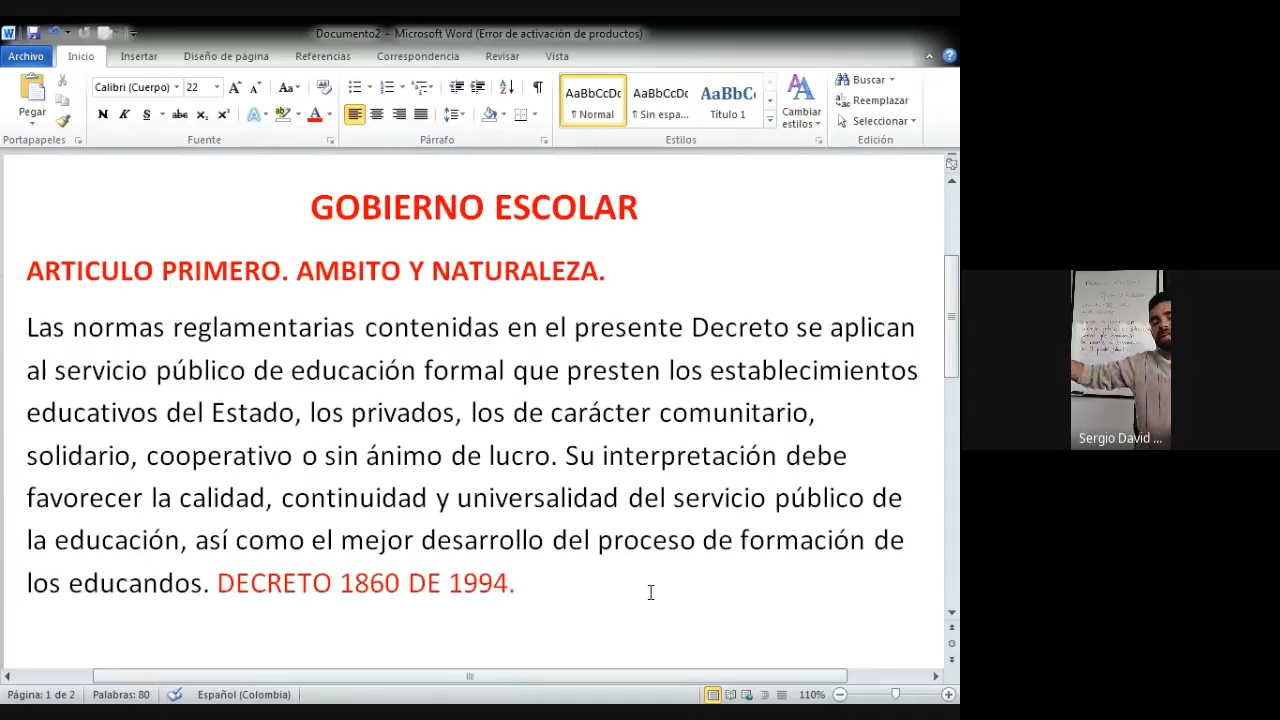 Documento2 - Microsoft Word (Error de activación de productos)
Archivo Inicio Insertar Diseño de página Referencias Correspondencia Revisar Vista
Calibri (Cuerpo) 22
Pegar
Portapapeles Fuente Párrafo Estilos Edición
AaBbCcDc AaBbCcDc AaBbC
¶ Normal ¶ Sin espa... Título 1
Cambiar estilos
Buscar
Reemplazar
Seleccionar
GOBIERNO ESCOLAR
ARTICULO PRIMERO. AMBITO Y NATURALEZA.
Las normas reglamentarias contenidas en el presente Decreto se aplican
al servicio público de educación formal que presten los establecimientos
educativos del Estado, los privados, los de carácter comunitario,
solidario, cooperativo o sin ánimo de lucro. Su interpretación debe
favorecer la calidad, continuidad y universalidad del servicio público de
la educación, así como el mejor desarrollo del proceso de formación de
los educandos. DECRETO 1860 DE 1994.
Sergio David ...
Página: 1 de 2 Palabras: 80 Español (Colombia) 110%